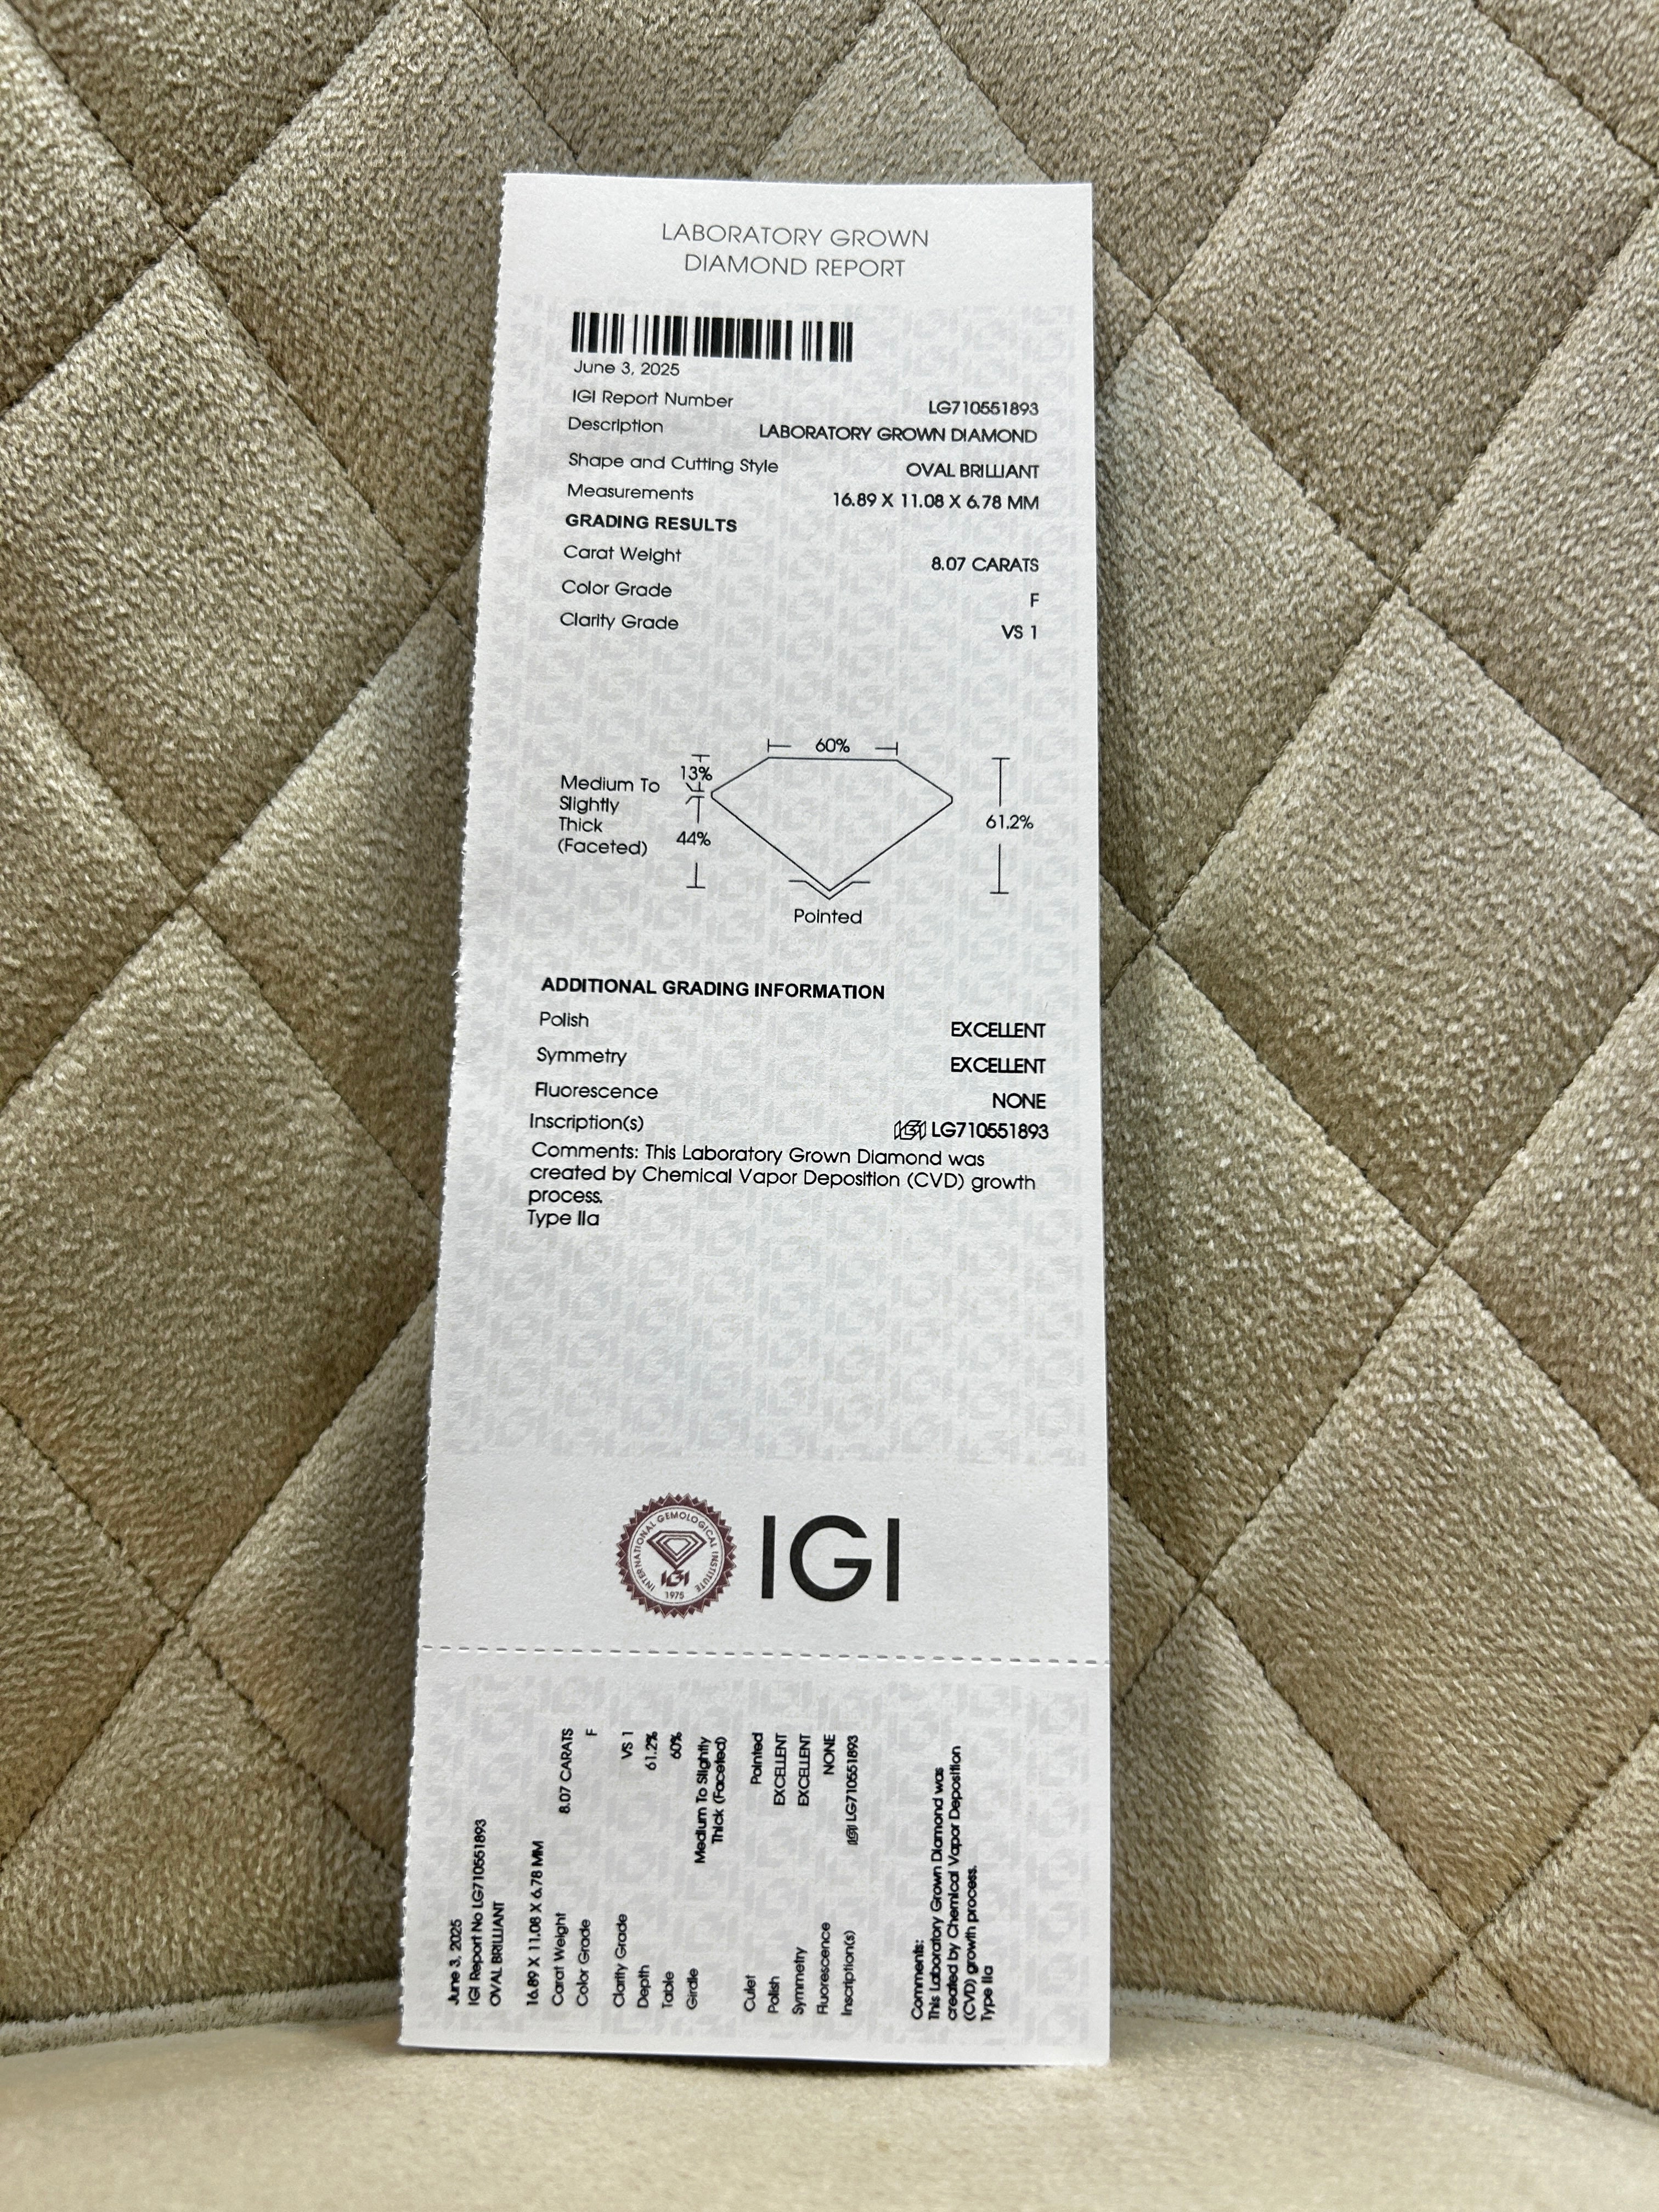 LABORATORY GROWN
DIAMOND REPORT
June 3, 2025
IGI Report Number LG710551893
Description LABORATORY GROWN DIAMOND
Shape and Cutting Style OVAL BRILLIANT
Measurements 16.89 X 11.08 X 6.78 MM
GRADING RESULTS
Carat Weight 8.07 CARATS
Color Grade F
Clarity Grade VS 1
60%
13%
Medium To
Slightly
Thick
(Faceted)
44%
61.2%
Pointed
ADDITIONAL GRADING INFORMATION
Polish EXCELLENT
Symmetry EXCELLENT
Fluorescence NONE
Inscription(s) IGI LG710551893
Comments: This Laboratory Grown Diamond was
created by Chemical Vapor Deposition (CVD) growth
process.
Type IIa
INTERNATIONAL GEMOLOGICAL INSTITUTE
IGI
1975
IGI
June 3, 2025
IGI Report No LG710551893
OVAL BRILLIANT
16.89 X 11.08 X 6.78 MM
Carat Weight 8.07 CARATS
Color Grade F
Clarity Grade VS 1
Depth 61.2%
Table 60%
Girdle Medium To Slightly
Thick (Faceted)
Culet Pointed
Polish EXCELLENT
Symmetry EXCELLENT
Fluorescence NONE
Inscription(s) IGI LG710551893
Comments:
This Laboratory Grown Diamond was
created by Chemical Vapor Deposition
(CVD) growth process.
Type IIa